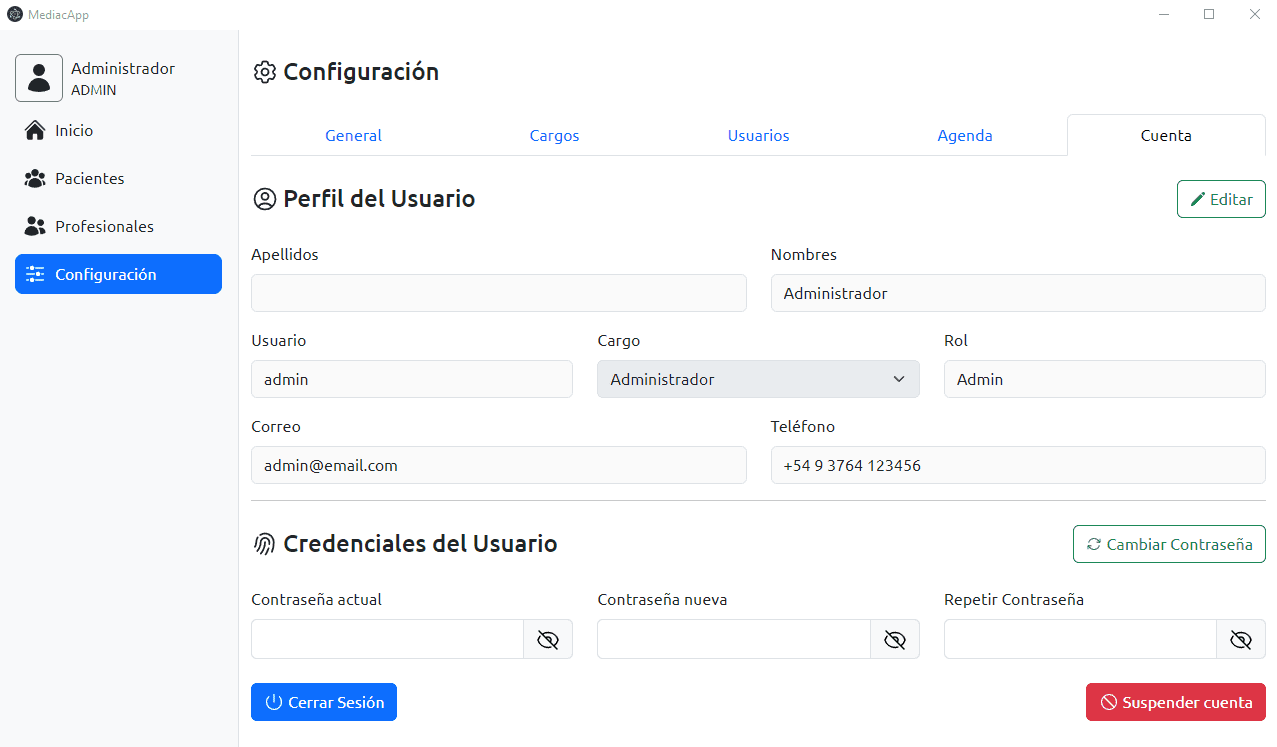 MediacApp
Administrador
ADMIN
Inicio
Pacientes
Profesionales
Configuración
Configuración
General Cargos Usuarios Agenda Cuenta
Perfil del Usuario Editar
Apellidos Nombres
Administrador
Usuario Cargo Rol
admin Administrador Admin
Correo Teléfono
admin@email.com +54 9 3764 123456
Credenciales del Usuario Cambiar Contraseña
Contraseña actual Contraseña nueva Repetir Contraseña
Cerrar Sesión Suspender cuenta